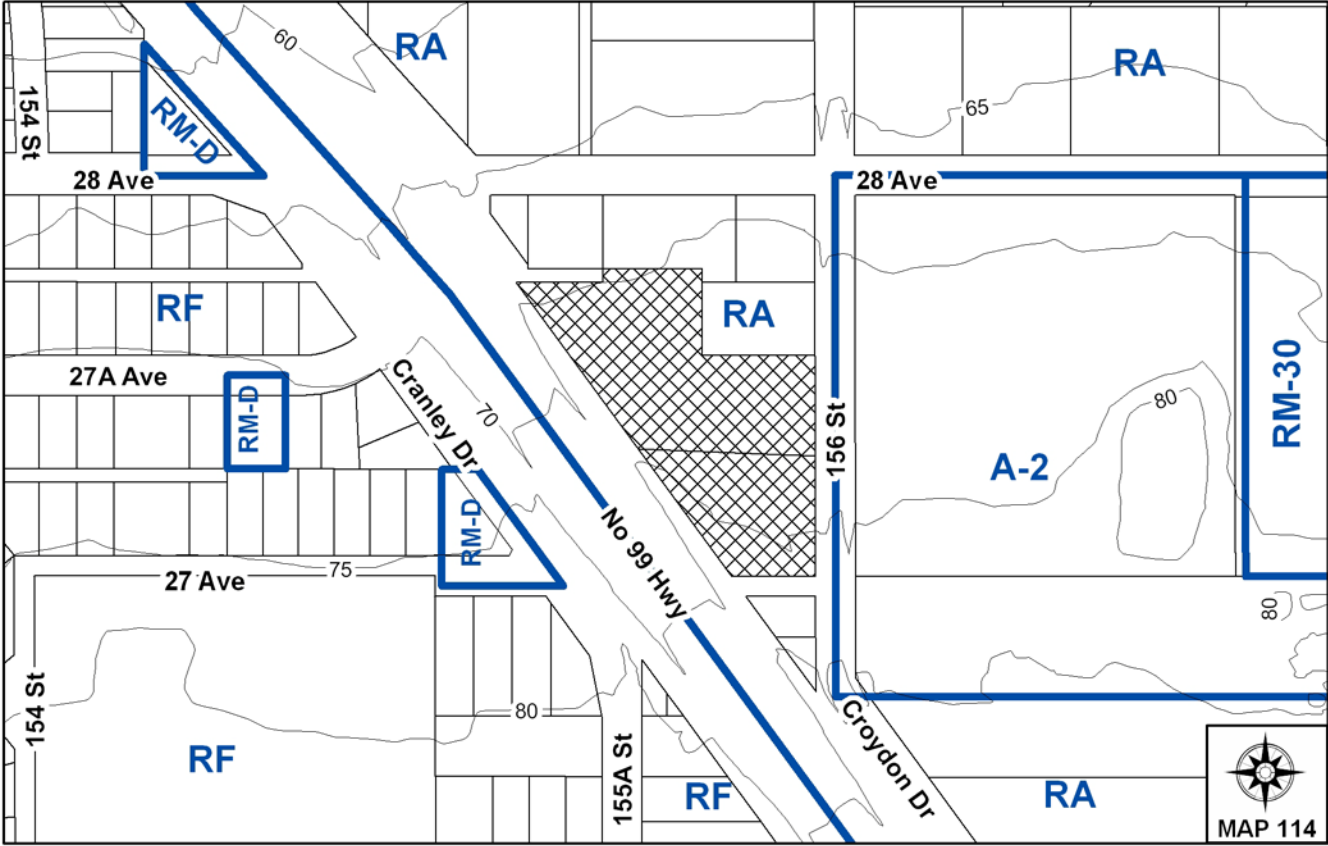 60
RA
RA
154 St
RM-D
65
28 Ave
28 Ave
RF
RA
27A Ave
RM-D
Cranley Dr
70
156 St
80
RM-30
A-2
RM-D
No 99 Hwy
75
27 Ave
80
154 St
80
RF
155A St
RF
Croydon Dr
RA
MAP 114